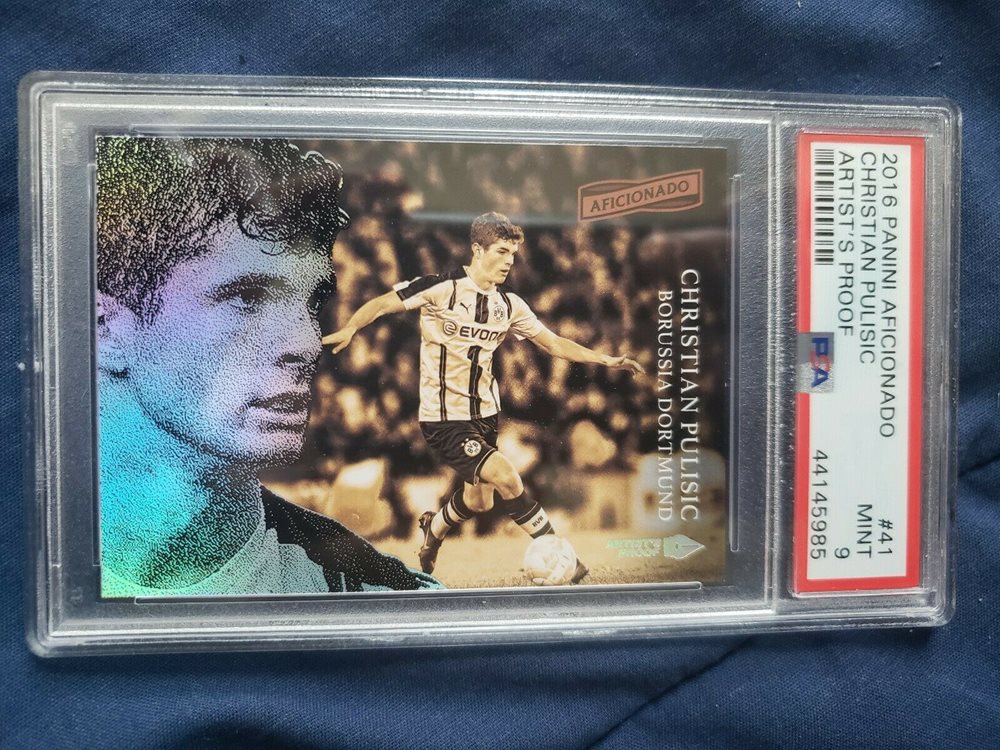 2016 PANINI AFICIONADO
#41
CHRISTIAN PULISIC
MINT
ARTIST'S PROOF
9
PSA
44145985
AFICIONADO
CHRISTIAN PULISIC
BORUSSIA DORTMUND
EVONIK
BVB
ARTIST'S
PROOF